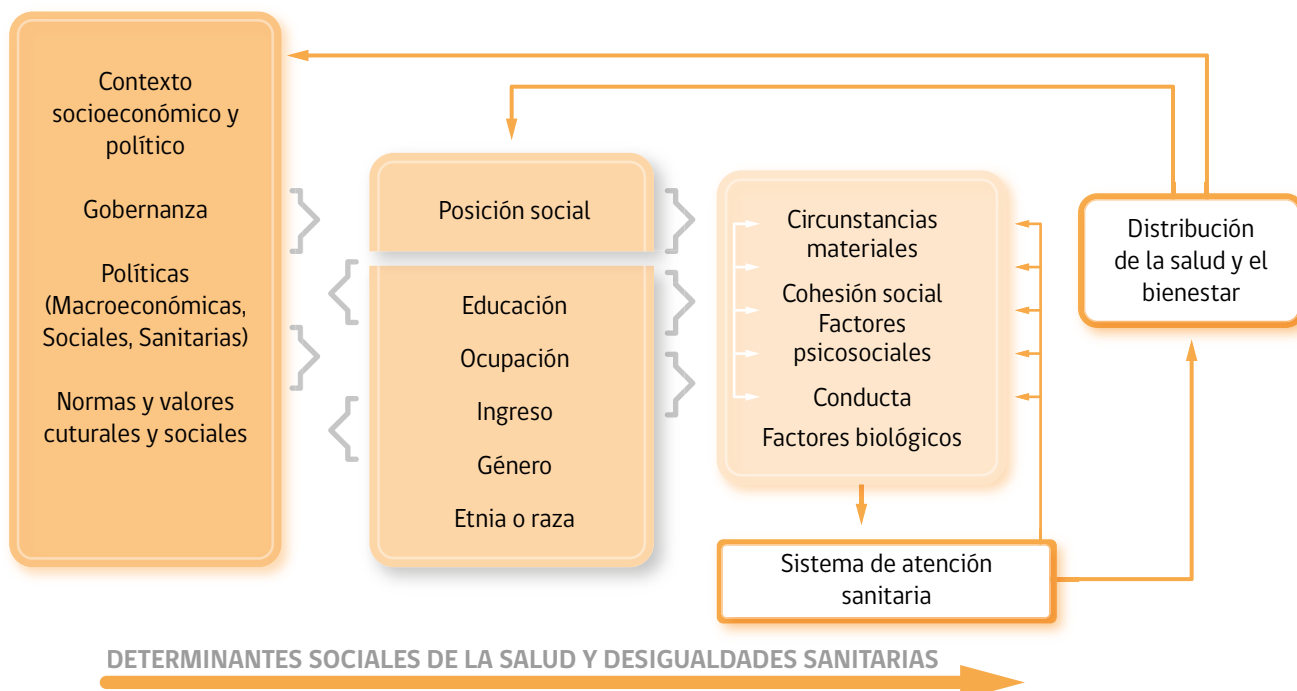 Contexto
socioeconómico y
político
Gobernanza
Políticas
(Macroeconómicas,
Sociales, Sanitarias)
Normas y valores
cuturales y sociales
Posición social
Educación
Ocupación
Ingreso
Género
Etnia o raza
Circunstancias
materiales
Cohesión social
Factores
psicosociales
Conducta
Factores biológicos
Sistema de atención
sanitaria
Distribución
de la salud y el
bienestar
DETERMINANTES SOCIALES DE LA SALUD Y DESIGUALDADES SANITARIAS